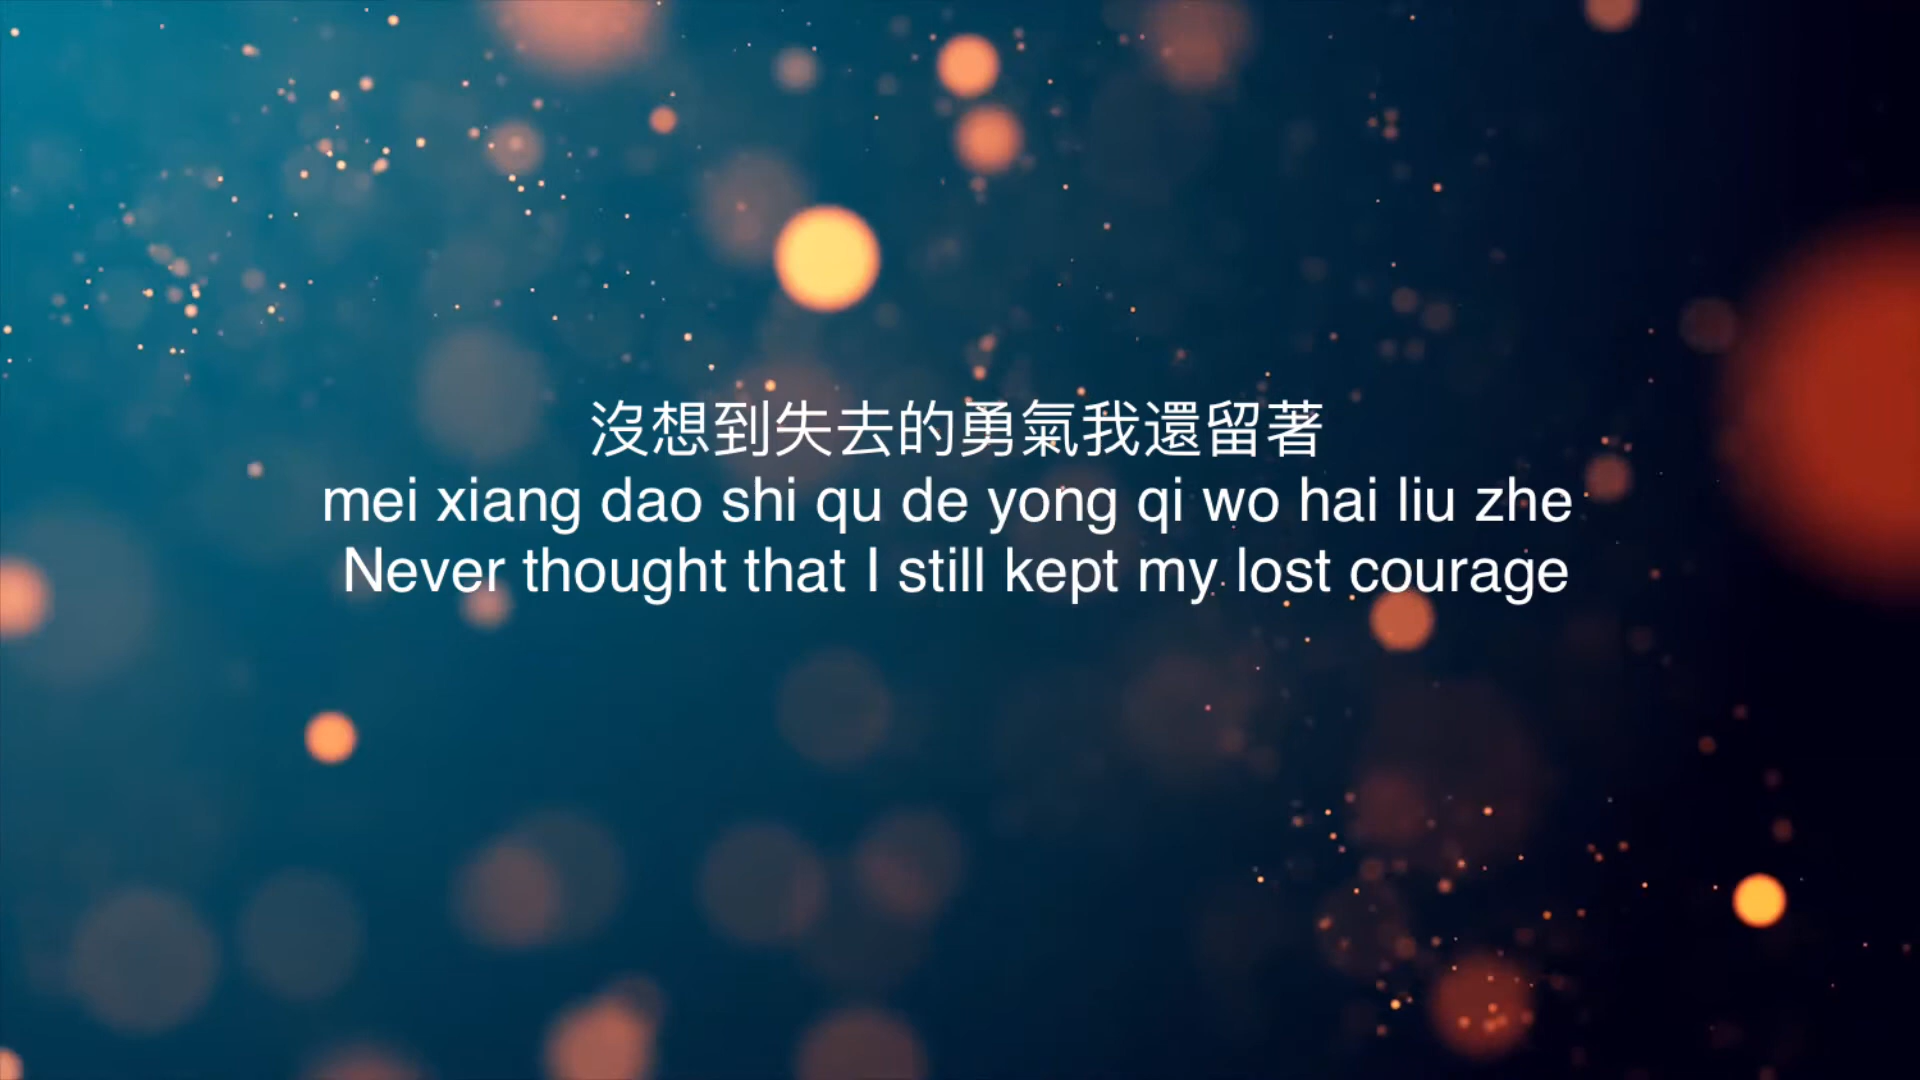 沒想到失去的勇氣我還留著
mei xiang dao shi qu de yong qi wo hai liu zhe
Never thought that I still kept my lost courage